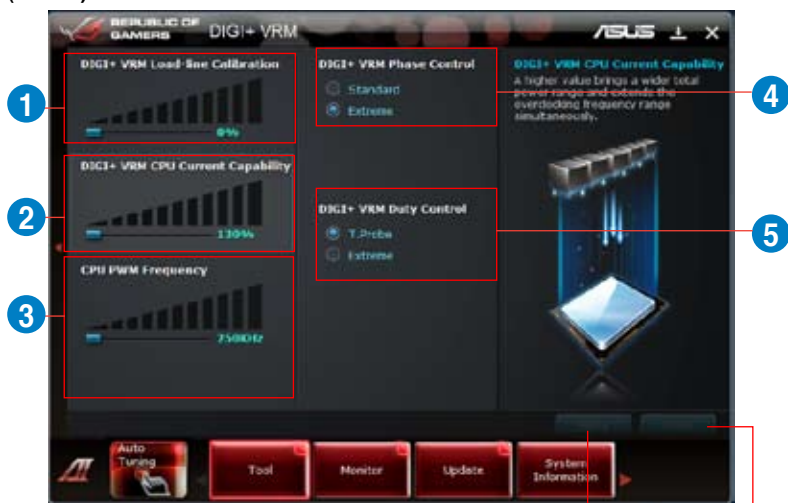 REPUBLIC OF
GAMERS
DIGI+ VRM
ASUS
DIGI+ VRM Load-line Calibration
0%
DIGI+ VRM CPU Current Capability
130%
CPU PWM Frequency
250KHz
DIGI+ VRM Phase Control
Standard
Extreme
DIGI+ VRM Duty Control
T.Probe
Extreme
DIGI+ VRM CPU Current Capability
A higher value brings a wider total
power range and extends the
overclocking frequency range
simultaneously.
1
2
3
4
5
Auto
Tuning
Tool
Monitor
Update
System
Information